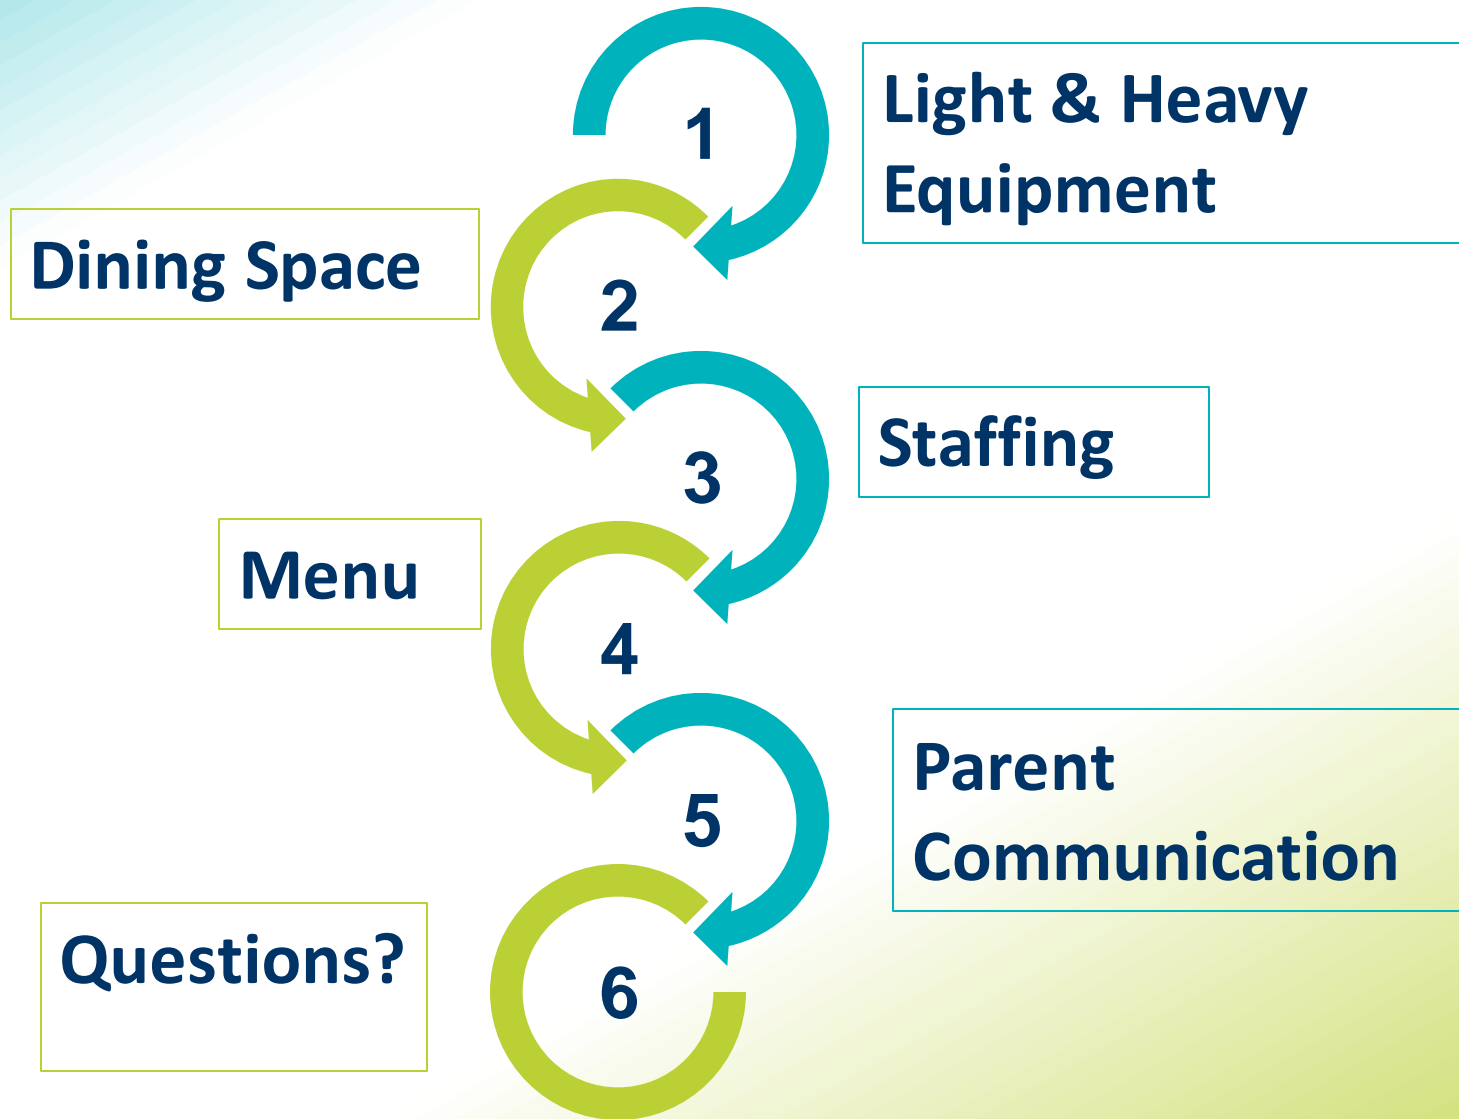 1
Light & Heavy
Equipment
Dining Space
2
3
Staffing
Menu
4
5
Parent
Communication
Questions?
6